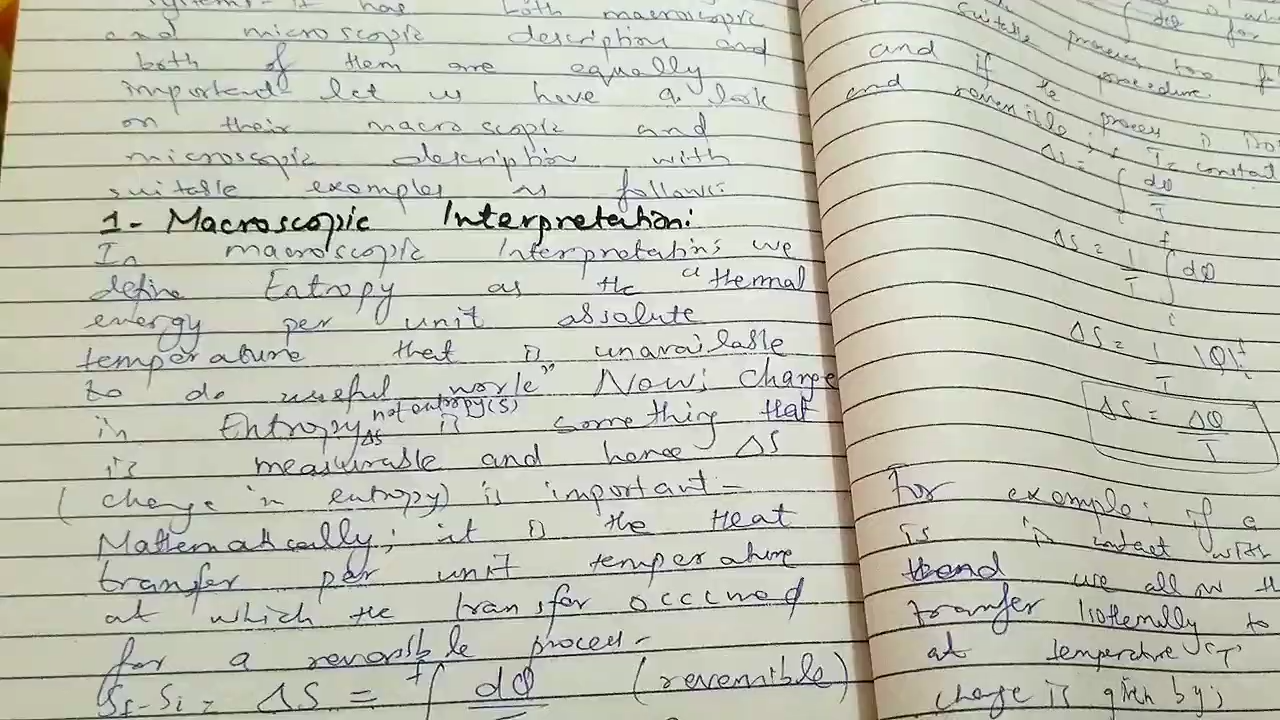 both macroscopic
and microscopic description and
both of them are equally
important let us have a look
on their macroscopic and
microscopic description with
suitable examples as follows:
1- Macroscopic Interpretation:
In macroscopic Interpretations we
define Entropy as the "thermal
energy per unit absolute
temperature that is unavailable
to do useful work" Now; change
in Entropy ΔS not entropy(S) is something that
is measurable and hence ΔS
(change in entropy) is important-
Mathematically; it is the Heat
transfer per unit temperature
at which the transfer occurred
for a reversible process-
Sf-Si = ΔS = f∫ dQ (reversible)
∫ dQ for
suitable process
procedure.
and if the process is
and reversible; T = constant
ΔS = ∫ dQ/T
ΔS = 1/T ∫ dQ
ΔS = 1/T |Q|
ΔS = ΔQ/T
For example; if a
is in contact with
we allow
transfer Isothermally to
at temperature
change is given by;